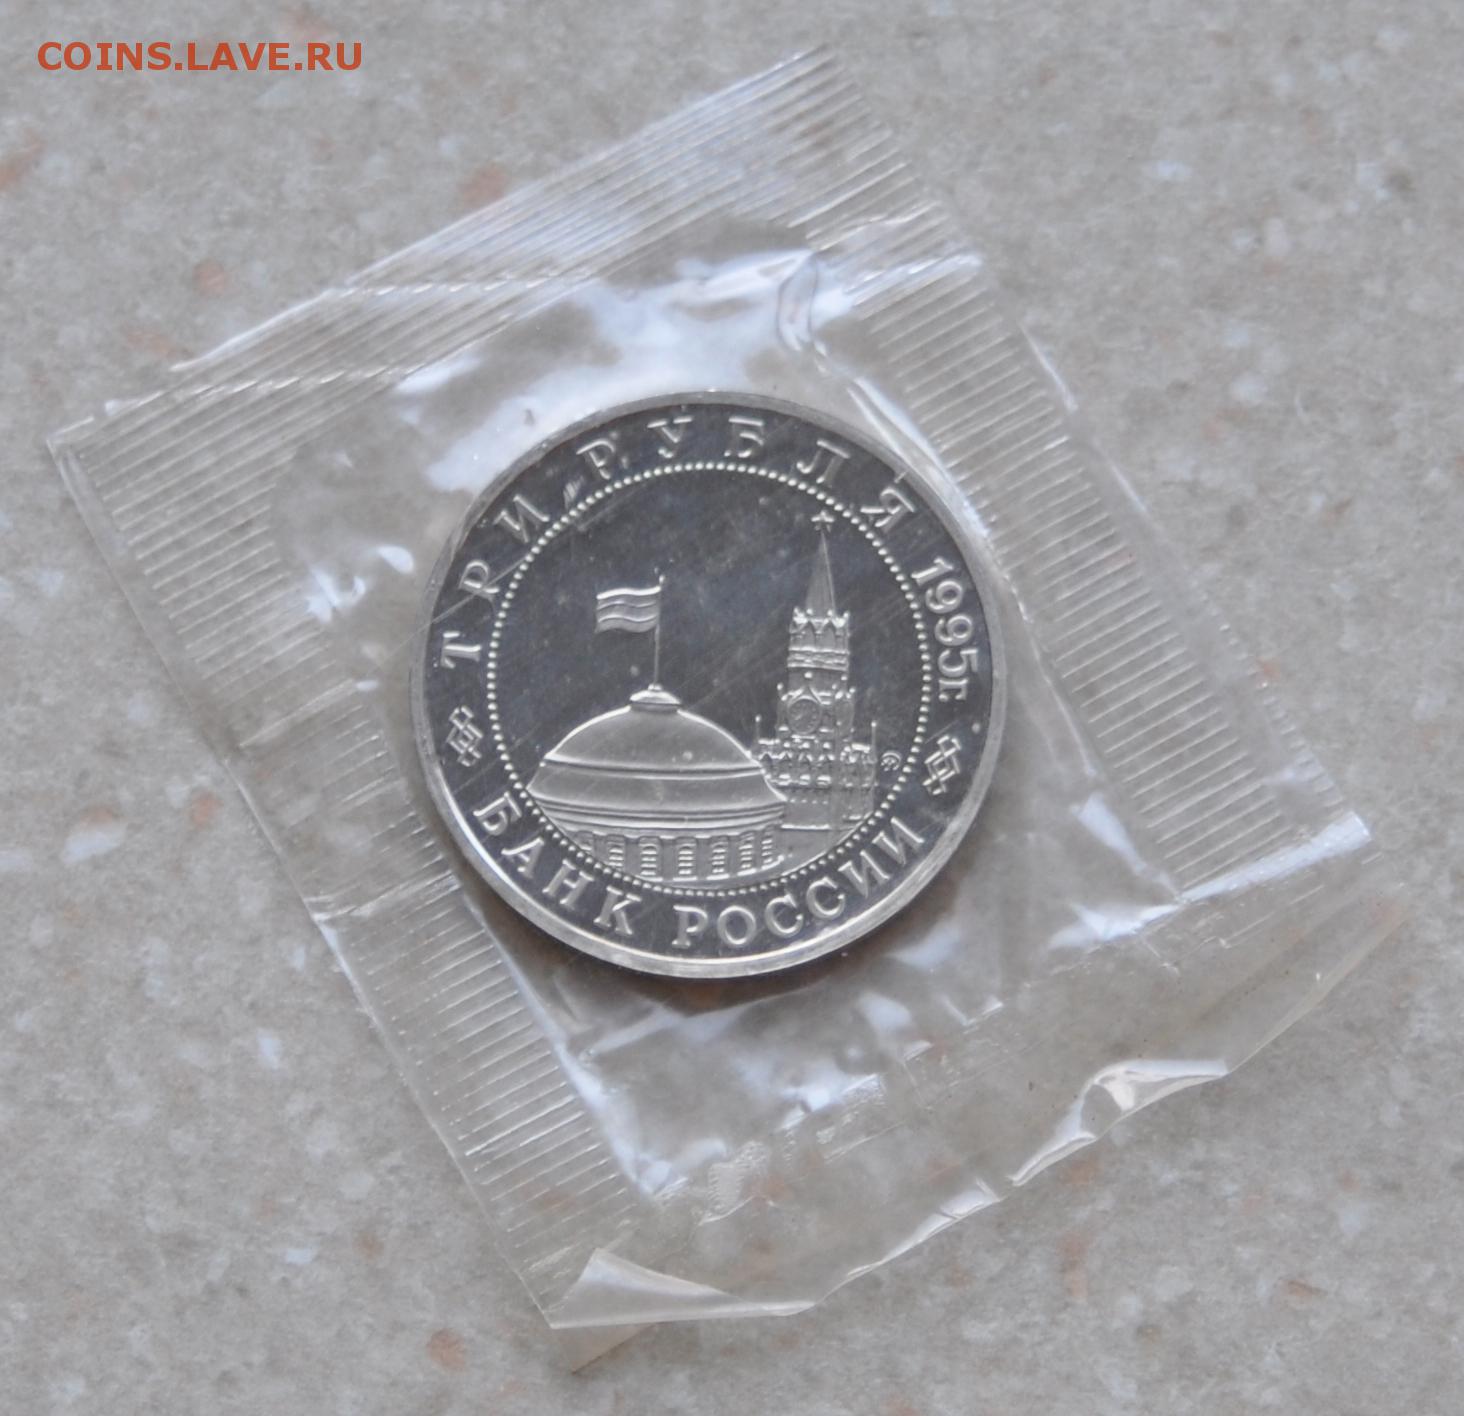 COINS.LAVE.RU
ТРИ РУБЛЯ 1995г.
БАНК РОССИИ